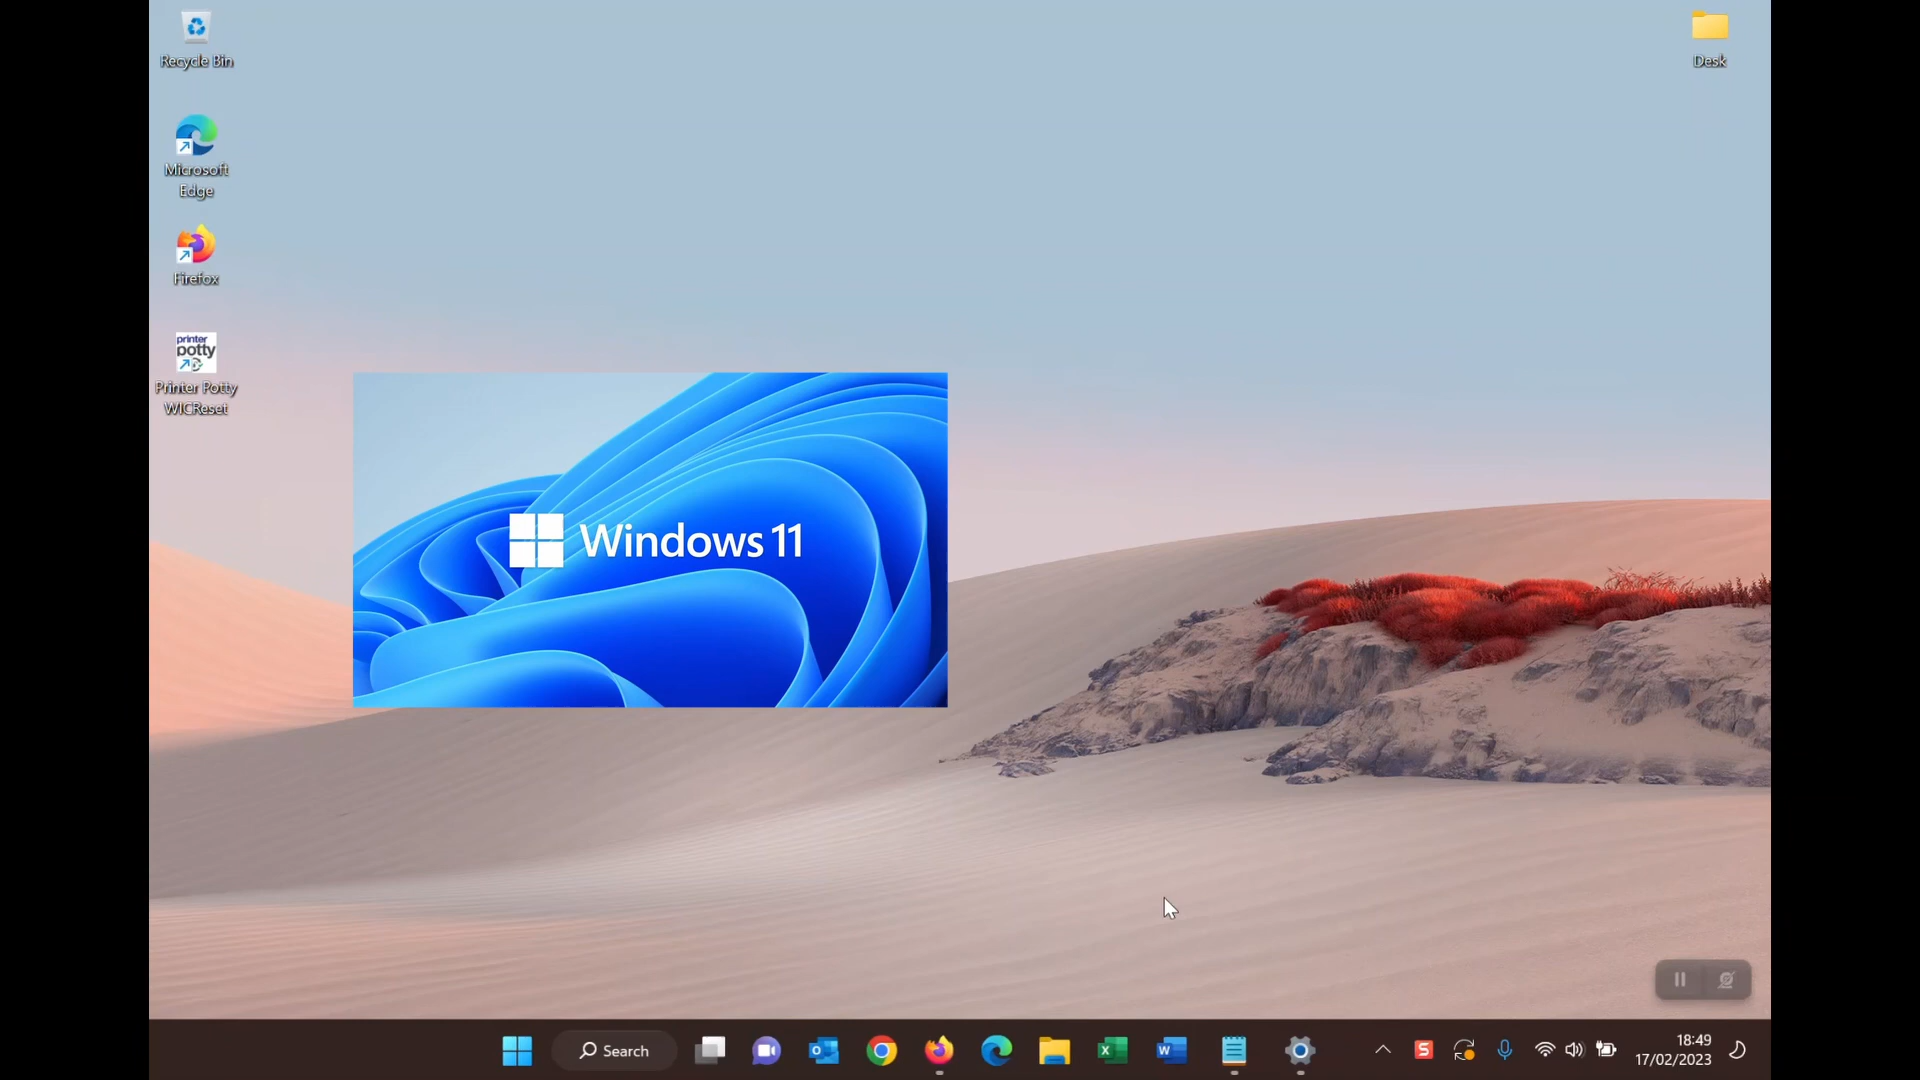 Recycle Bin
Desk
Microsoft
Edge
Firefox
printer
potty
Printer Potty
WICReset
Windows 11
Search
18:49
17/02/2023